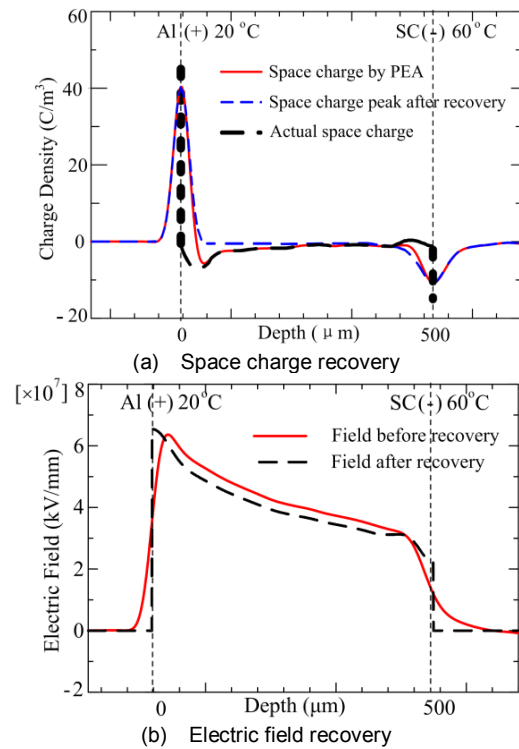 Al (+) 20 °C
SC(-) 60°C
Space charge by PEA
Space charge peak after recovery
Actual space charge
Charge Density (C/m³)
40
20
0
- 20
0
Depth ( μ m)
500
(a) Space charge recovery
[×10⁷]
Al (+) 20°C
SC(-) 60°C
Field before recovery
Field after recovery
Electric Field (kV/mm)
8
6
4
2
0
-2
0
Depth (μm)
500
(b) Electric field recovery